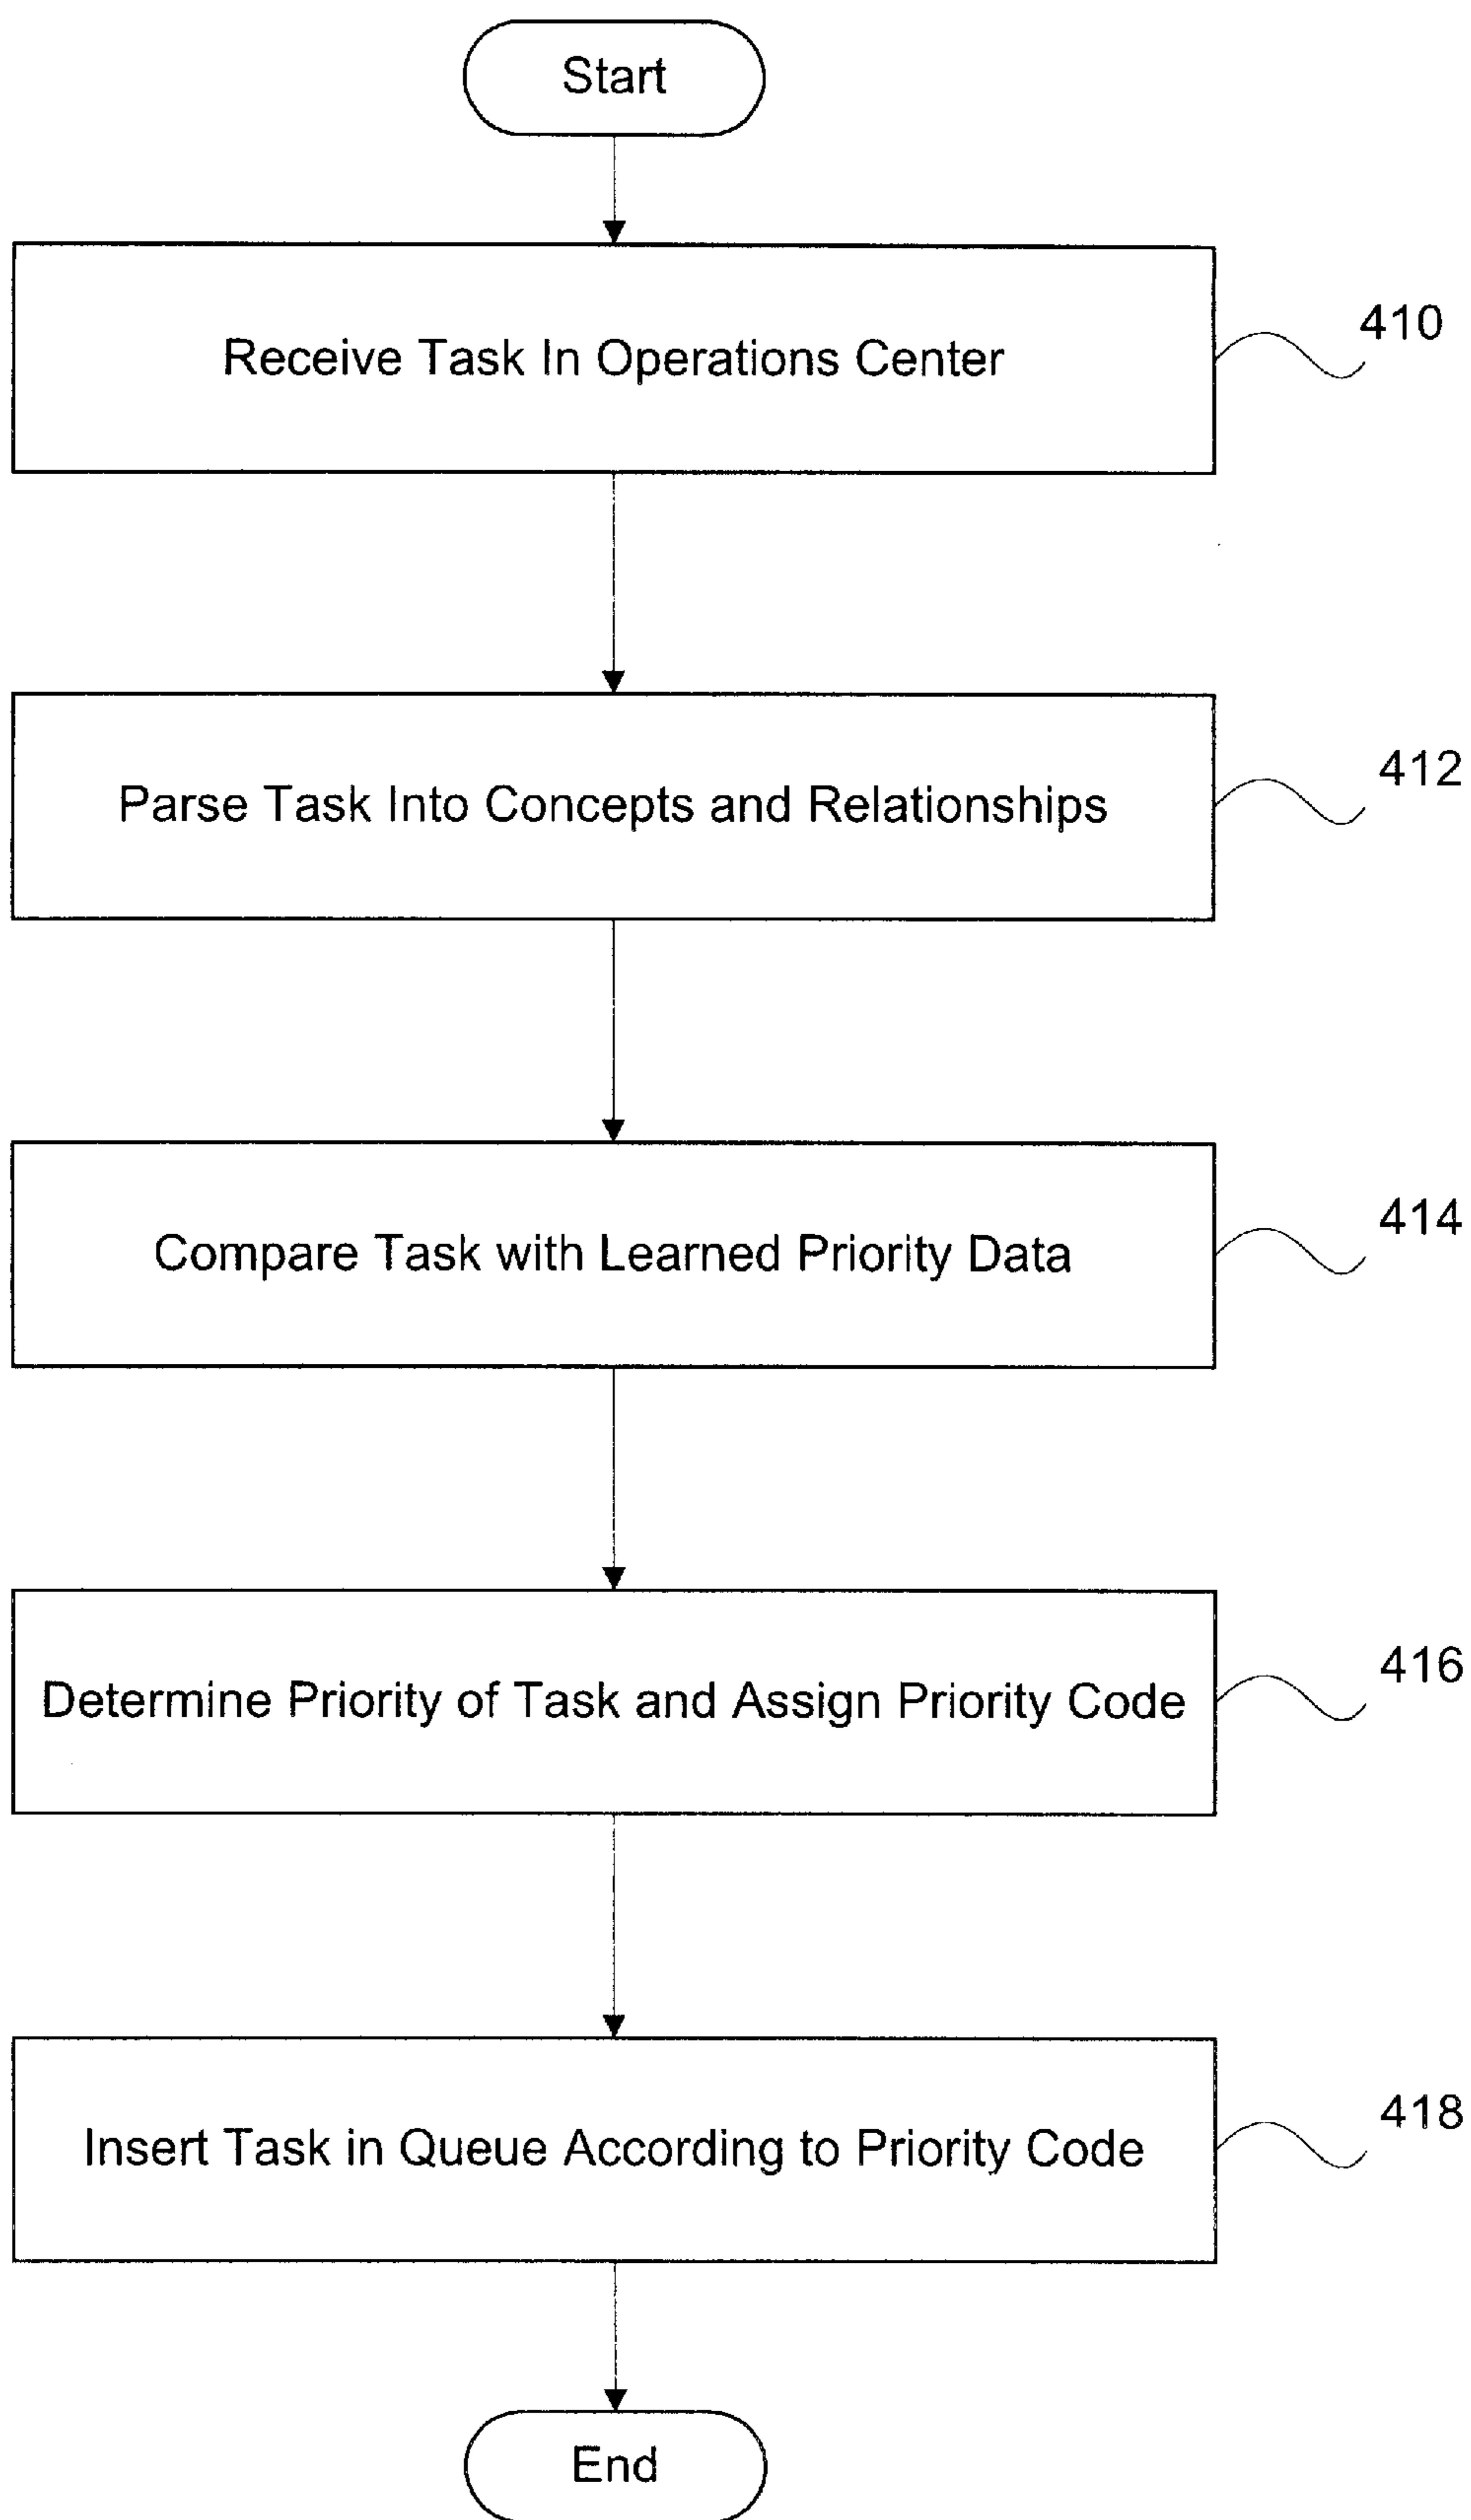 Start
Receive Task In Operations Center
410
Parse Task Into Concepts and Relationships
412
Compare Task with Learned Priority Data
414
Determine Priority of Task and Assign Priority Code
416
Insert Task in Queue According to Priority Code
418
End